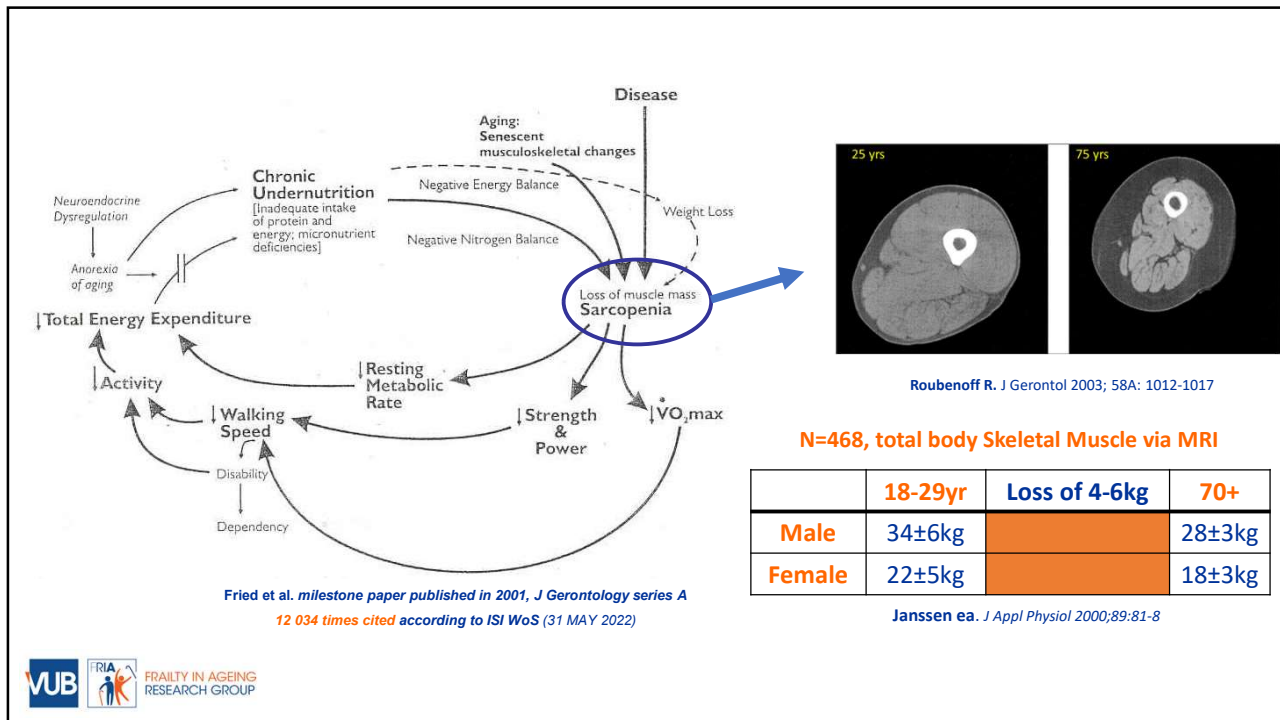 Disease
Aging:
Senescent
musculoskeletal changes
Chronic
Undernutrition
[Inadequate intake
of protein and
energy; micronutrient
deficiencies]
Neuroendocrine
Dysregulation
Anorexia
of aging
Negative Energy Balance
Negative Nitrogen Balance
Weight Loss
Loss of muscle mass
Sarcopenia
↓Total Energy Expenditure
↓Resting
Metabolic
Rate
↓Activity
↓Walking
Speed
↓Strength
&
Power
↓V̇O₂max
Disability
Dependency
Fried et al. milestone paper published in 2001, J Gerontology series A
12 034 times cited according to ISI WoS (31 MAY 2022)
25 yrs
75 yrs
Roubenoff R. J Gerontol 2003; 58A: 1012-1017
N=468, total body Skeletal Muscle via MRI
18-29yr Loss of 4-6kg 70+
Male 34±6kg 28±3kg
Female 22±5kg 18±3kg
Janssen ea. J Appl Physiol 2000;89:81-8
VUB
FRIA
FRAILTY IN AGEING
RESEARCH GROUP